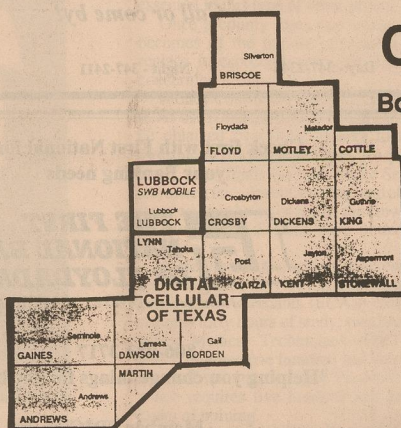 Silverton
BRISCOE
Floydada
FLOYD
Matador
MOTLEY
COTTLE
LUBBOCK
SWB MOBILE
Lubbock
LUBBOCK
Crosbyton
CROSBY
Dickens
DICKENS
Guthrie
KING
LYNN
Tahoka
Post
GARZA
Jayton
KENT
Aspermont
STONEWALL
DIGITAL
CELLULAR
OF TEXAS
Seminole
GAINES
Lamesa
DAWSON
Gail
BORDEN
MARTIN
Andrews
ANDREWS
C
Bo